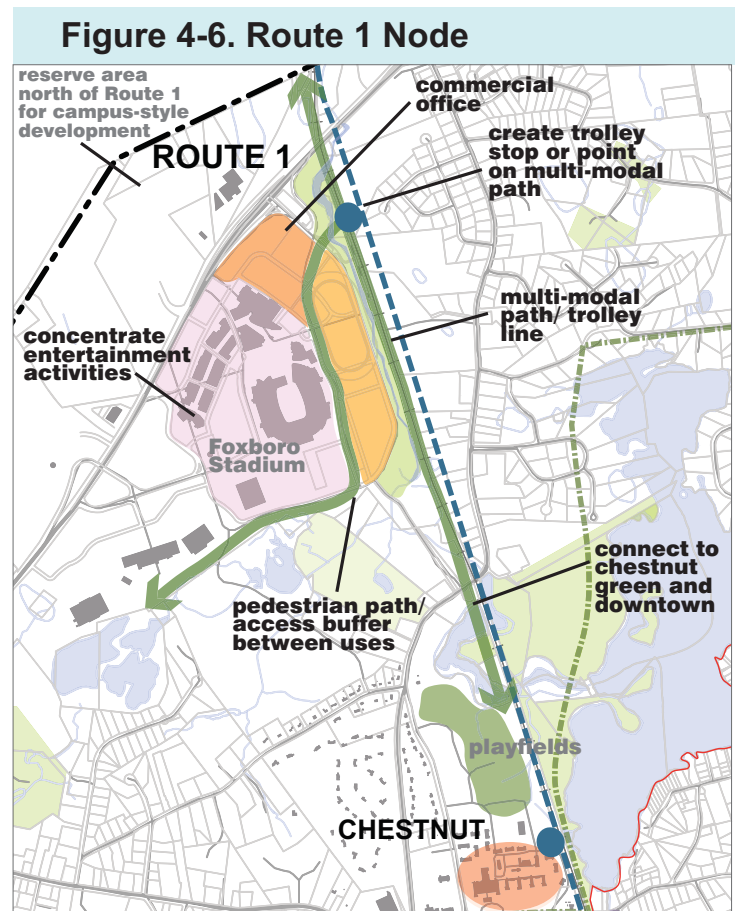 Figure 4-6. Route 1 Node
reserve area
north of Route 1
for campus-style
development
commercial
office
ROUTE 1
create trolley
stop or point
on multi-modal
path
multi-modal
path/ trolley
line
concentrate
entertainment
activities
Foxboro
Stadium
connect to
chestnut
green and
downtown
pedestrian path/
access buffer
between uses
playfields
CHESTNUT